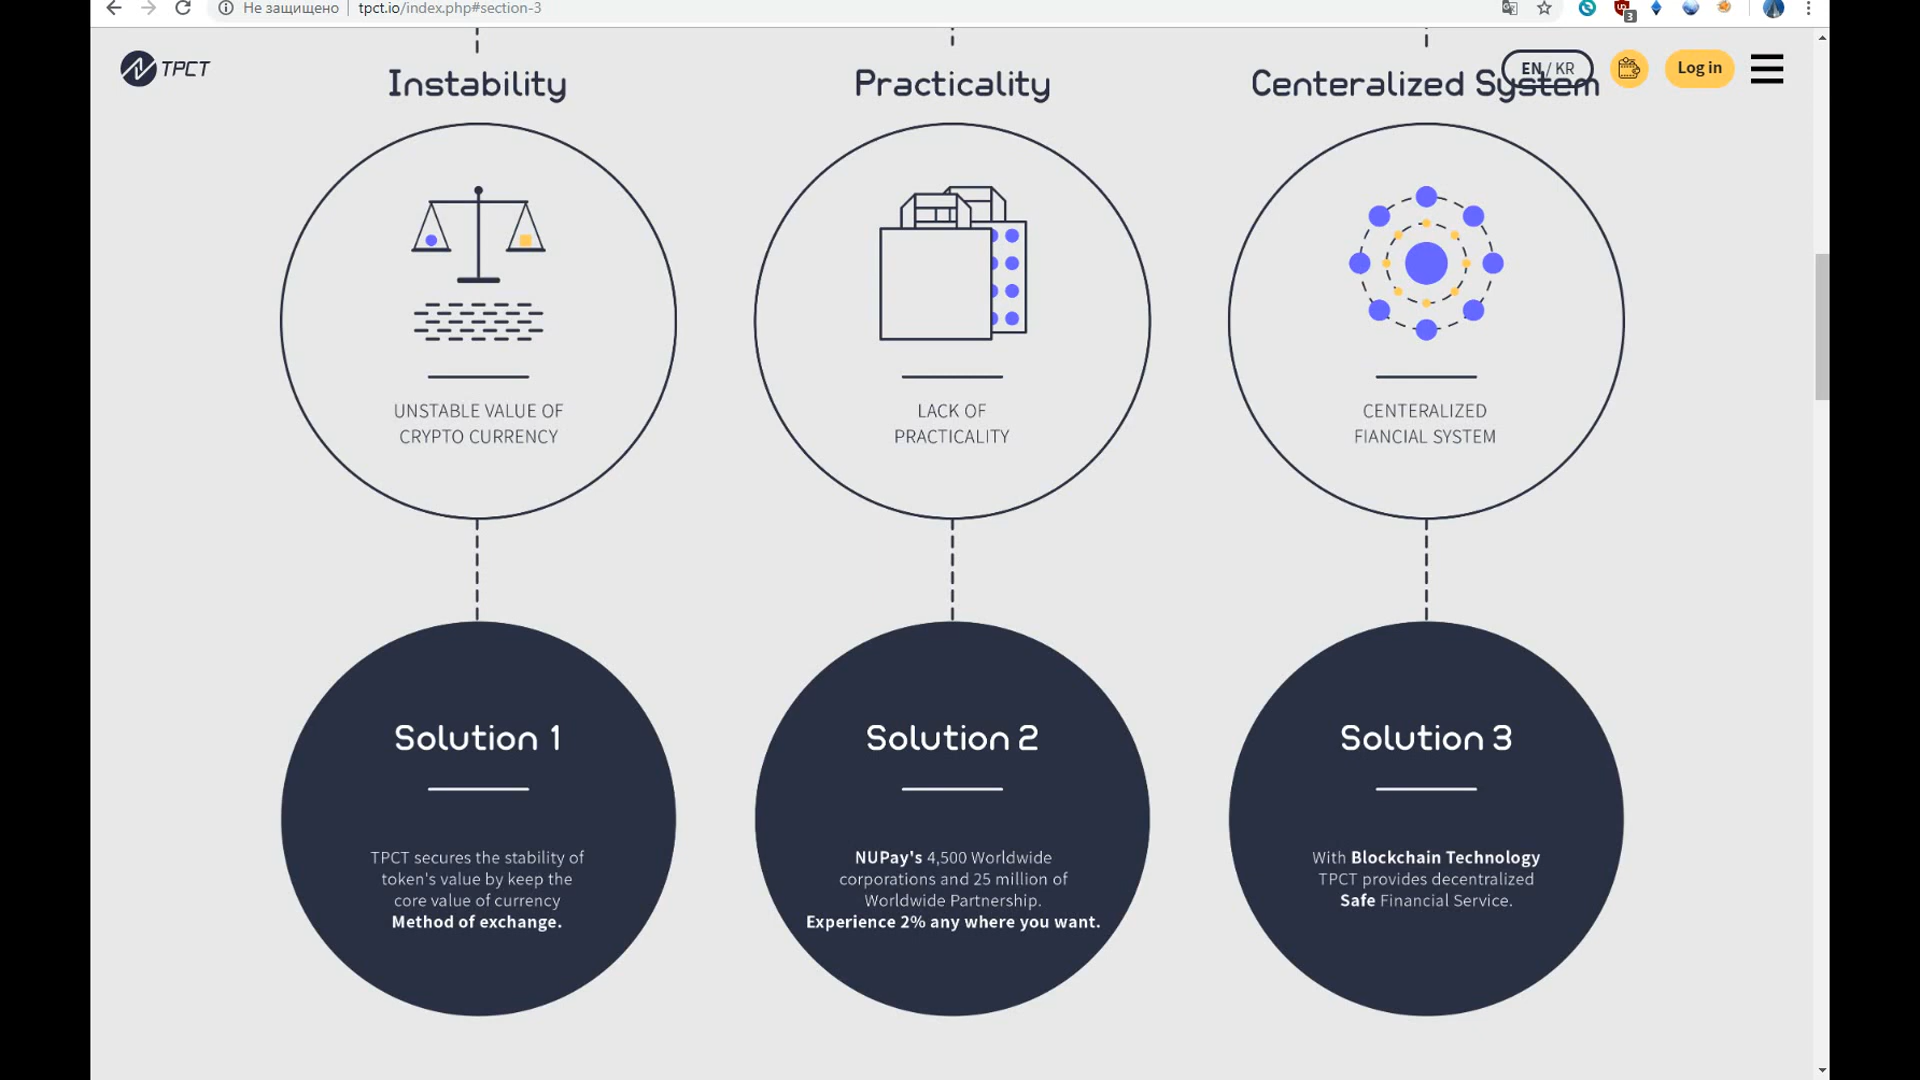 Не защищено
tpct.io/index.php#section-3
3
TPCT
EN / KR
Log in
Instability
Practicality
Centeralized System
UNSTABLE VALUE OF
CRYPTO CURRENCY
LACK OF
PRACTICALITY
CENTERALIZED
FIANCIAL SYSTEM
Solution 1
TPCT secures the stability of
token's value by keep the
core value of currency
Method of exchange.
Solution 2
NUPay's 4,500 Worldwide
corporations and 25 million of
Worldwide Partnership.
Experience 2% any where you want.
Solution 3
With Blockchain Technology
TPCT provides decentralized
Safe Financial Service.